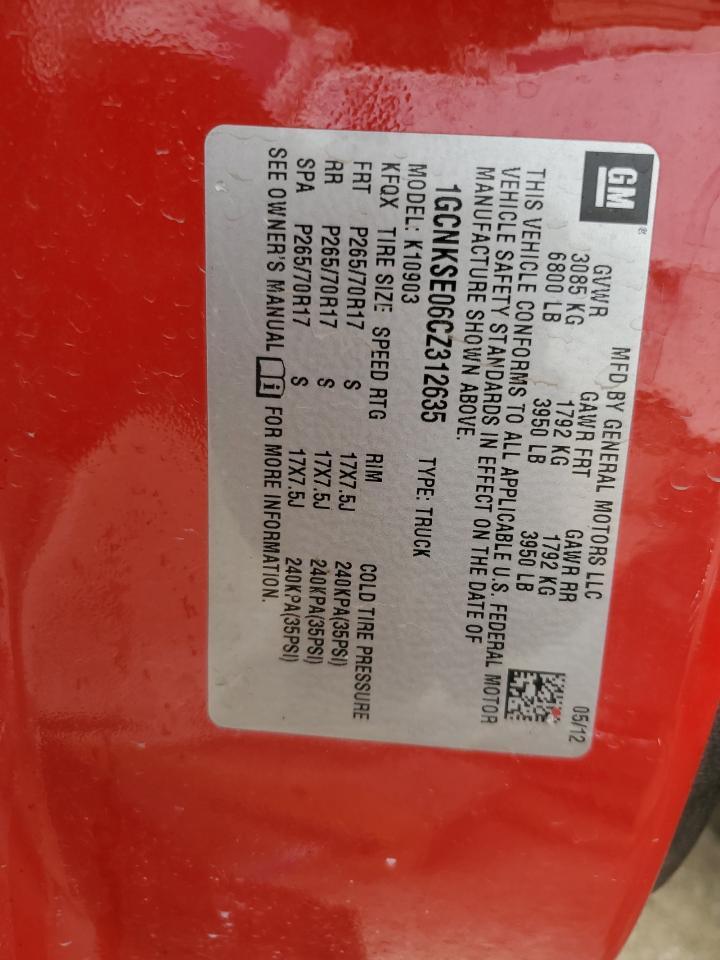 GM ®
MFD BY GENERAL MOTORS LLC 05/12
GVWR GAWR FRT GAWR RR
3085 KG 1792 KG 1792 KG
6800 LB 3950 LB 3950 LB
THIS VEHICLE CONFORMS TO ALL APPLICABLE U.S. FEDERAL MOTOR
VEHICLE SAFETY STANDARDS IN EFFECT ON THE DATE OF
MANUFACTURE SHOWN ABOVE.
1GCNKSE06CZ312635 TYPE: TRUCK
MODEL: K10903
KFQX TIRE SIZE SPEED RTG RIM COLD TIRE PRESSURE
FRT P265/70R17 S 17X7.5J 240KPA(35PSI)
RR P265/70R17 S 17X7.5J 240KPA(35PSI)
SPA P265/70R17 S 17X7.5J 240KPA(35PSI)
SEE OWNER'S MANUAL i FOR MORE INFORMATION.